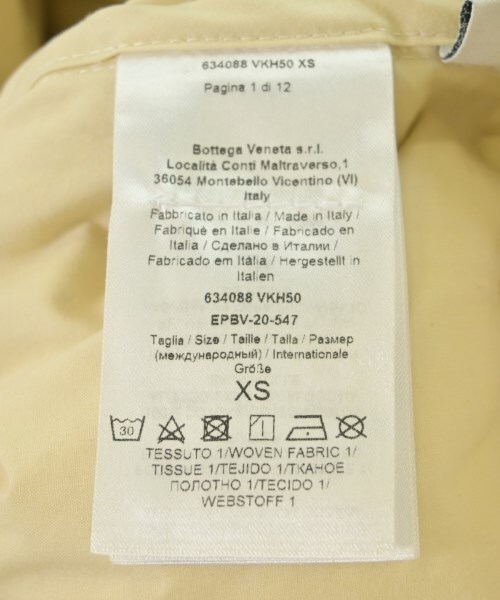 634088 VKH50 XS
Pagina 1 di 12
Bottega Veneta s.r.l.
Località Conti Maltraverso,1
36054 Montebello Vicentino (VI)
Italy
Fabbricato in Italia / Made in Italy /
Fabriqué en Italie / Fabricado en
Italia / Сделано в Италии /
Fabricado em Itália / Hergestellt in
Italien
634088 VKH50
EPBV-20-547
Taglia / Size / Taille / Talla / Размер
(международный) / Internationale
Größe
XS
30
TESSUTO 1/WOVEN FABRIC 1/
TISSUE 1/TEJIDO 1/ТКАНОЕ
ПОЛОТНО 1/TECIDO 1/
WEBSTOFF 1